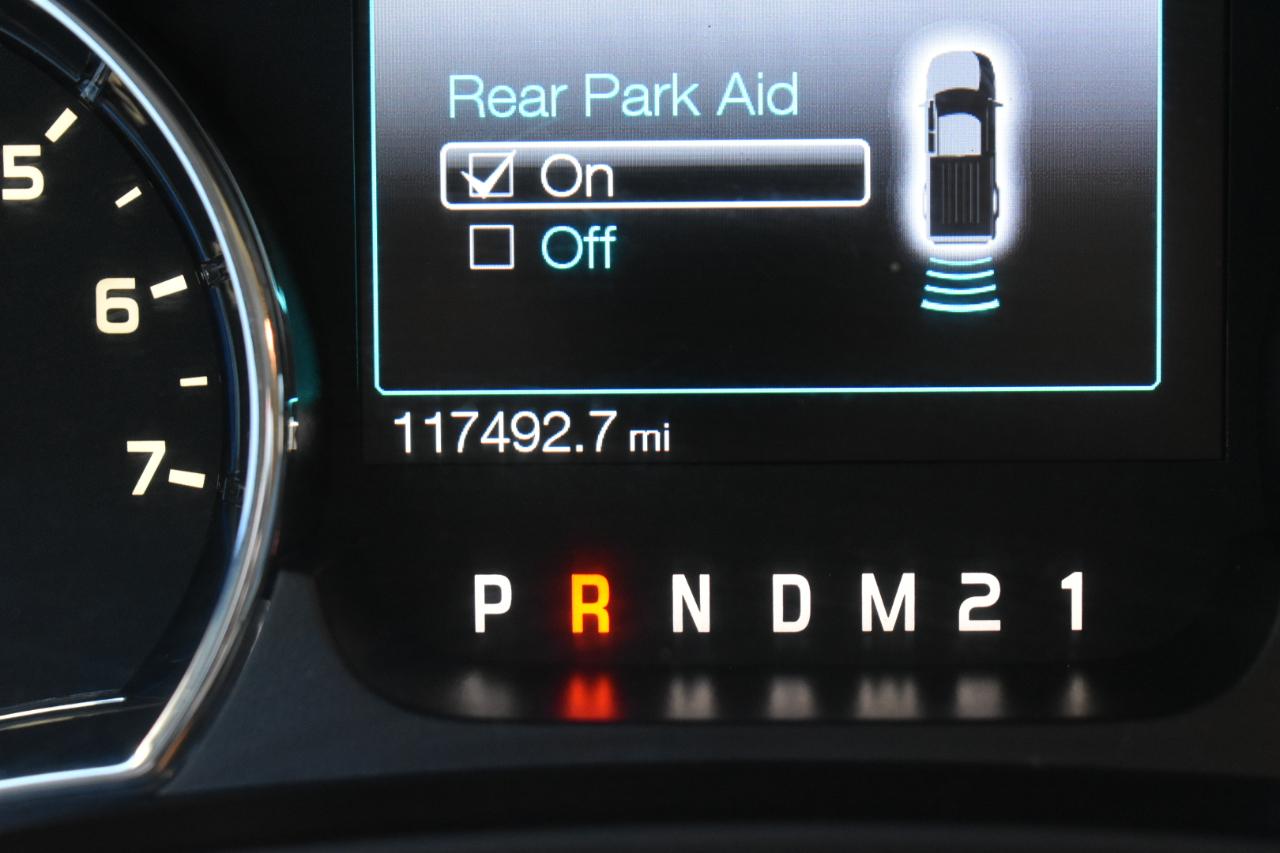 Rear Park Aid
On
Off
5
6
7
117492.7 mi
P R N D M 2 1